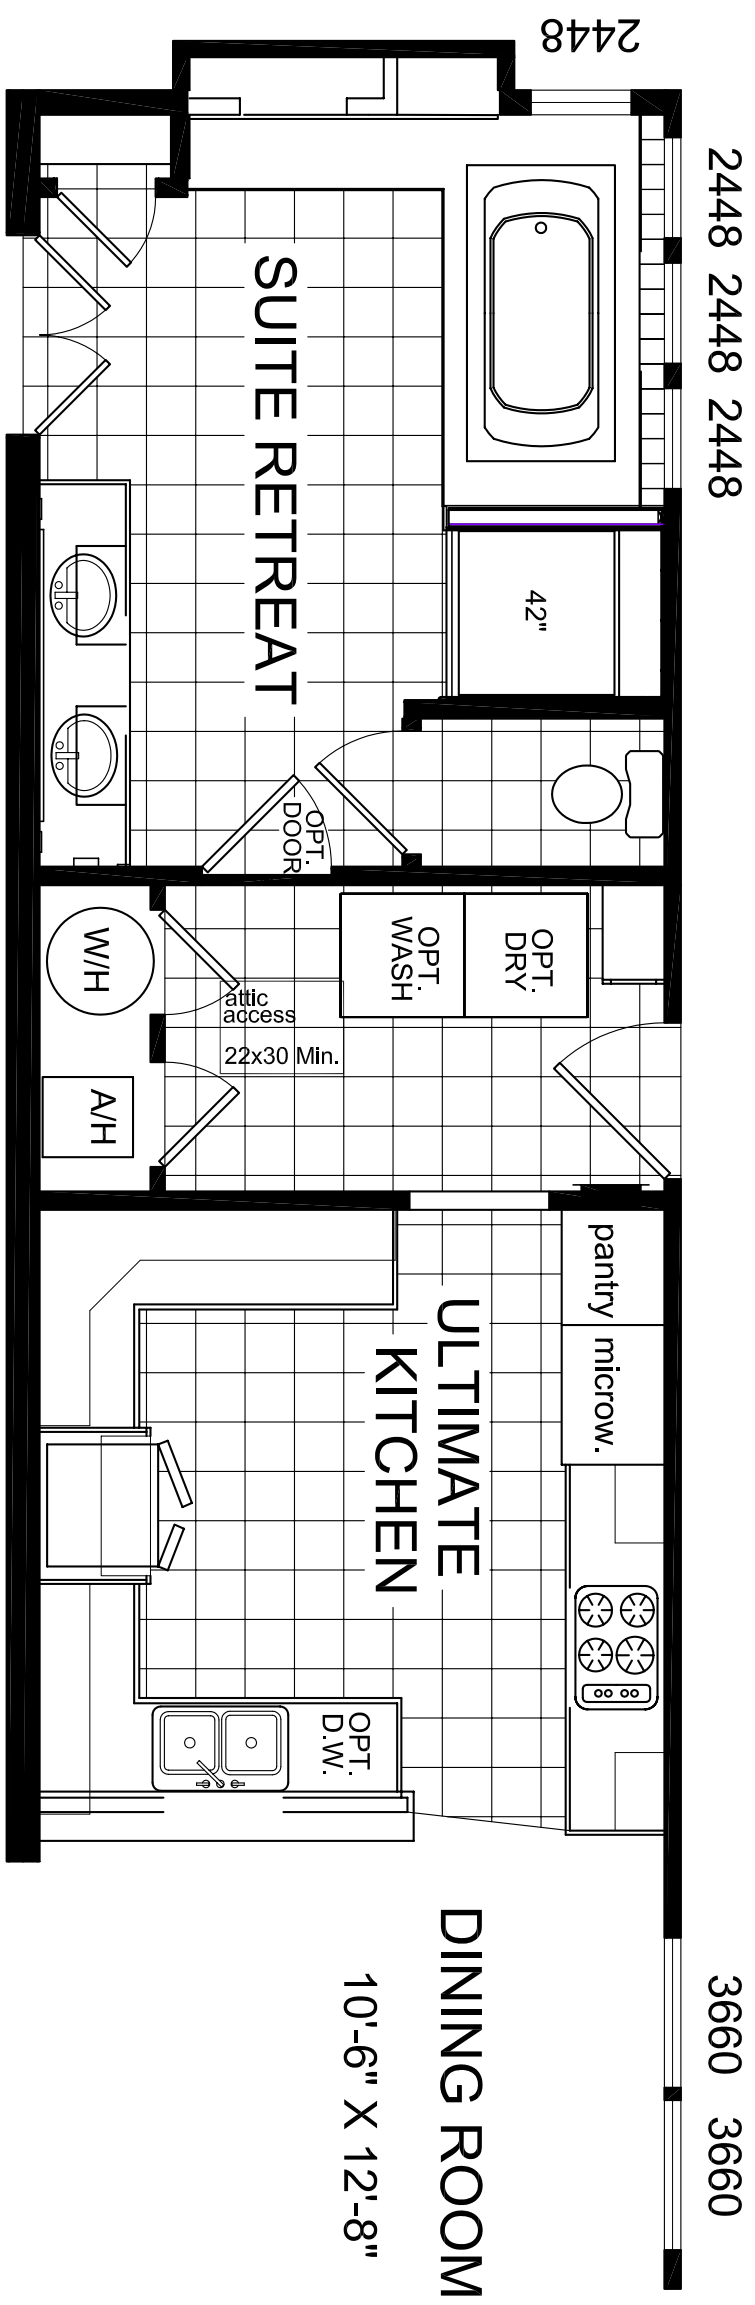 2448
2448 2448 2448
SUITE RETREAT
42"
OPT.
DOOR
W/H
A/H
OPT.
WASH
OPT.
DRY
attic
access
22x30 Min.
pantry
microw.
ULTIMATE
KITCHEN
OPT.
D.W.
DINING ROOM
10'-6" X 12'-8"
3660 3660